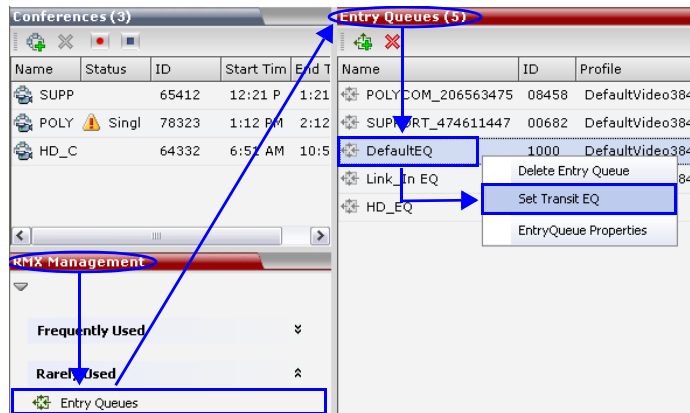 Conferences (3)
Name Status ID Start Tim End T
SUPP 65412 12:21 P 1:21
POLY Singl 78323 1:12 PM 2:12
HD_C 64332 6:51 AM 10:5
RMX Management
Frequently Used
Rarely Used
Entry Queues
Entry Queues (5)
Name ID Profile
POLYCOM_206563475 08458 DefaultVideo384
SUPPORT_474611447 00682 DefaultVideo384
DefaultEQ 1000 DefaultVideo384
Link_In EQ 84
HD_EQ
Delete Entry Queue
Set Transit EQ
EntryQueue Properties